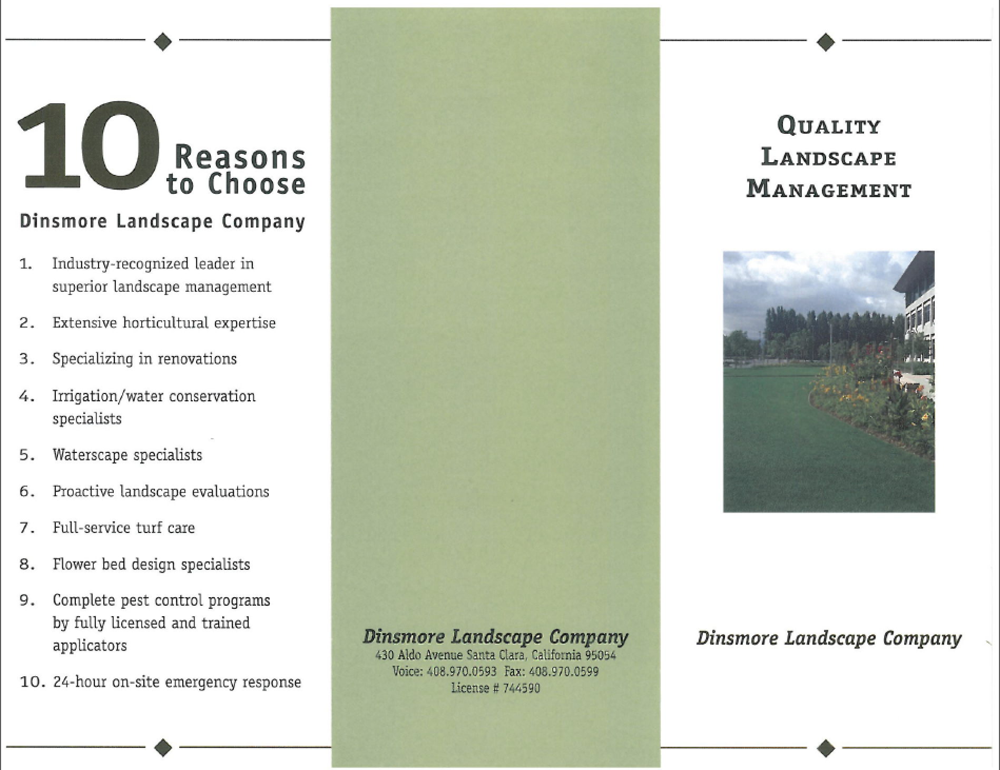 10 Reasons
to Choose
Dinsmore Landscape Company
1. Industry-recognized leader in
superior landscape management
2. Extensive horticultural expertise
3. Specializing in renovations
4. Irrigation/water conservation
specialists
5. Waterscape specialists
6. Proactive landscape evaluations
7. Full-service turf care
8. Flower bed design specialists
9. Complete pest control programs
by fully licensed and trained
applicators
10. 24-hour on-site emergency response
Dinsmore Landscape Company
430 Aldo Avenue Santa Clara, California 95054
Voice: 408.970.0593 Fax: 408.970.0599
License # 744590
QUALITY
LANDSCAPE
MANAGEMENT
Dinsmore Landscape Company